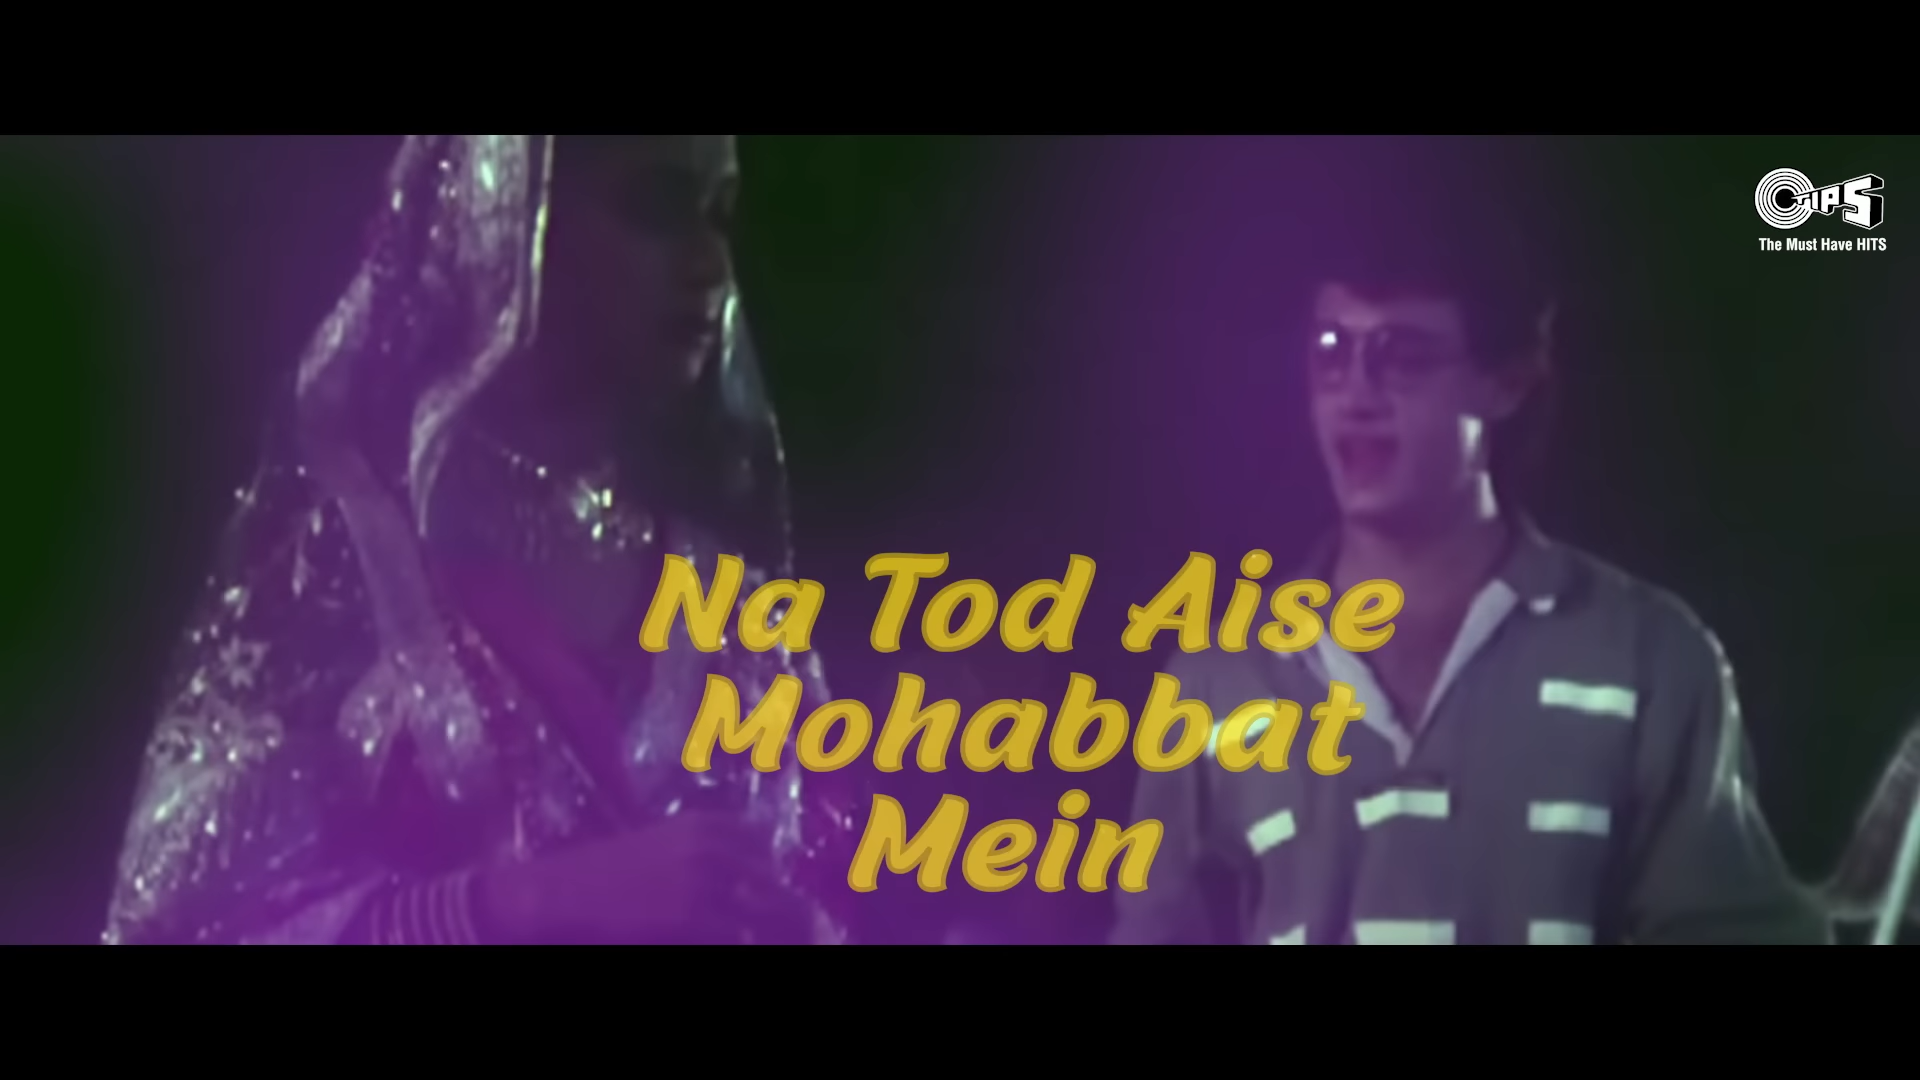 TIPS
The Must Have HITS
Na Tod Aise
Mohabbat
Mein